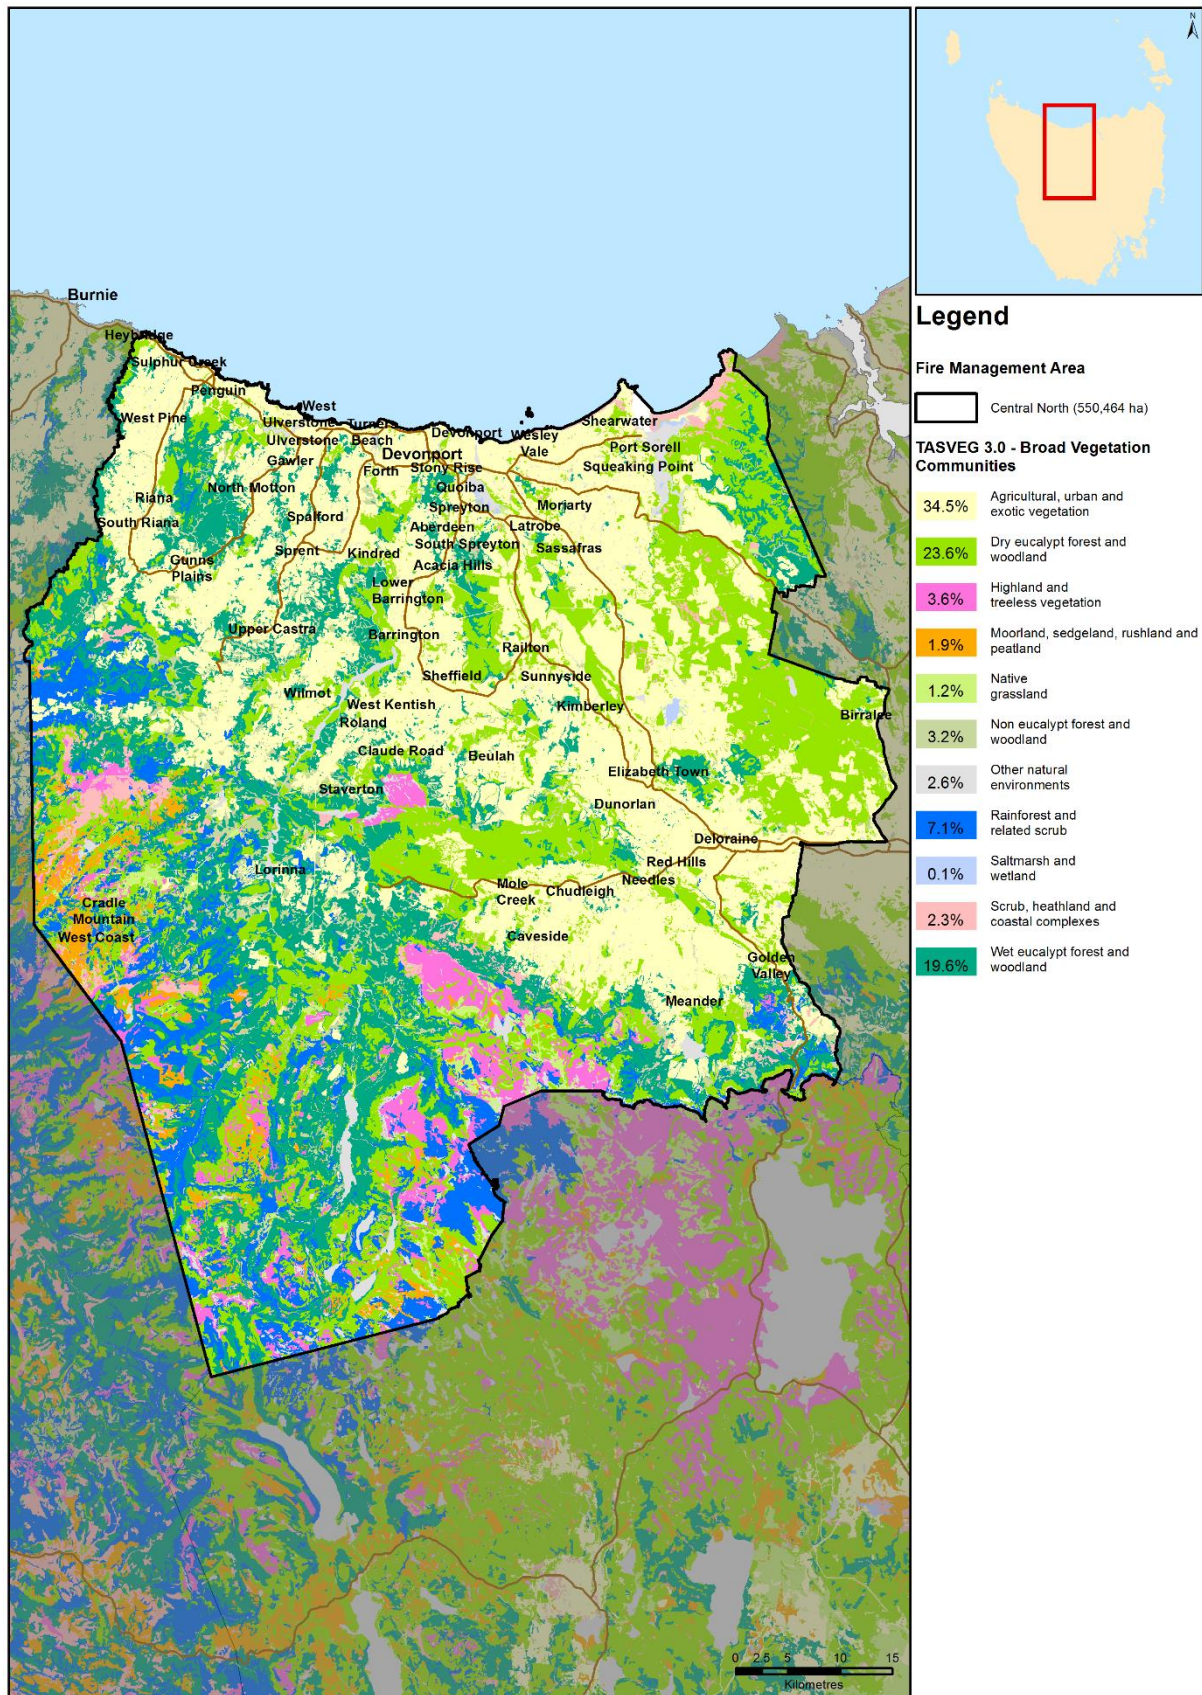 N
Burnie
Heybridge
Sulphur Creek
Penguin
West Pine
West
Ulverstone
Turners
Beach
Ulverstone
Gawler
Devonport
Devonport
Wesley
Vale
Shearwater
Port Sorell
Squeaking Point
Forth
Stony Rise
Quoiba
North Motton
Riana
South Riana
Spalford
Spreyton
Moriarty
Aberdeen
Latrobe
South Spreyton
Sassafras
Gunns
Plains
Sprent
Kindred
Acacia Hills
Lower
Barrington
Upper Castra
Barrington
Railton
Sheffield
Sunnyside
Wilmot
West Kentish
Roland
Kimberley
Birralee
Claude Road
Beulah
Elizabeth Town
Staverton
Dunorlan
Deloraine
Lorinna
Red Hills
Mole
Creek
Chudleigh
Needles
Cradle
Mountain
West Coast
Caveside
Golden
Valley
Meander
0 2.5 5 10 15
Kilometres
Legend
Fire Management Area
Central North (550,464 ha)
TASVEG 3.0 - Broad Vegetation
Communities
34.5% Agricultural, urban and
exotic vegetation
23.6% Dry eucalypt forest and
woodland
3.6% Highland and
treeless vegetation
1.9% Moorland, sedgeland, rushland and
peatland
1.2% Native
grassland
3.2% Non eucalypt forest and
woodland
2.6% Other natural
environments
7.1% Rainforest and
related scrub
0.1% Saltmarsh and
wetland
2.3% Scrub, heathland and
coastal complexes
19.6% Wet eucalypt forest and
woodland